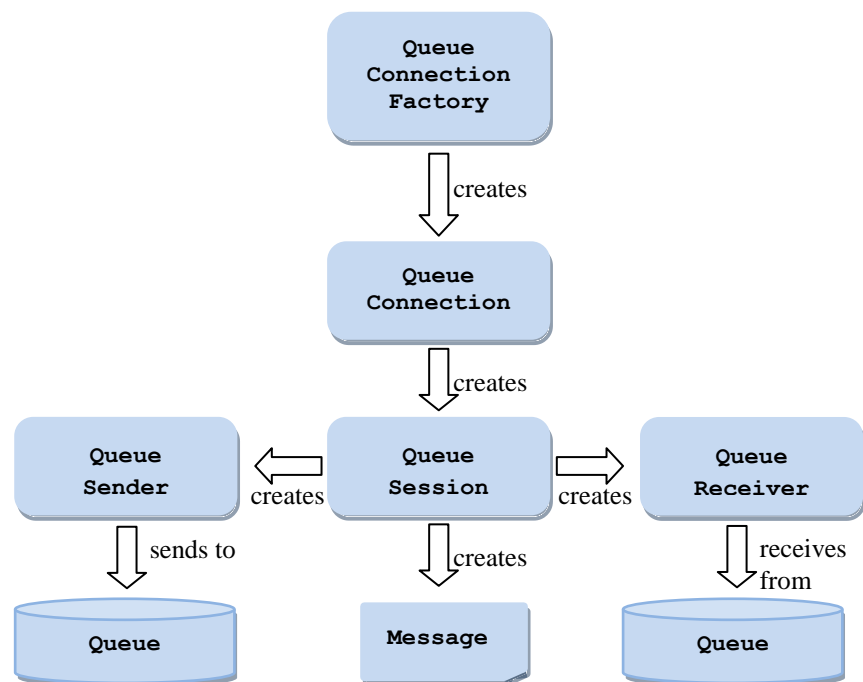 Queue
Connection
Factory
creates
Queue
Connection
creates
Queue
Sender
creates
Queue
Session
creates
Queue
Receiver
sends to
creates
receives
from
Queue
Message
Queue